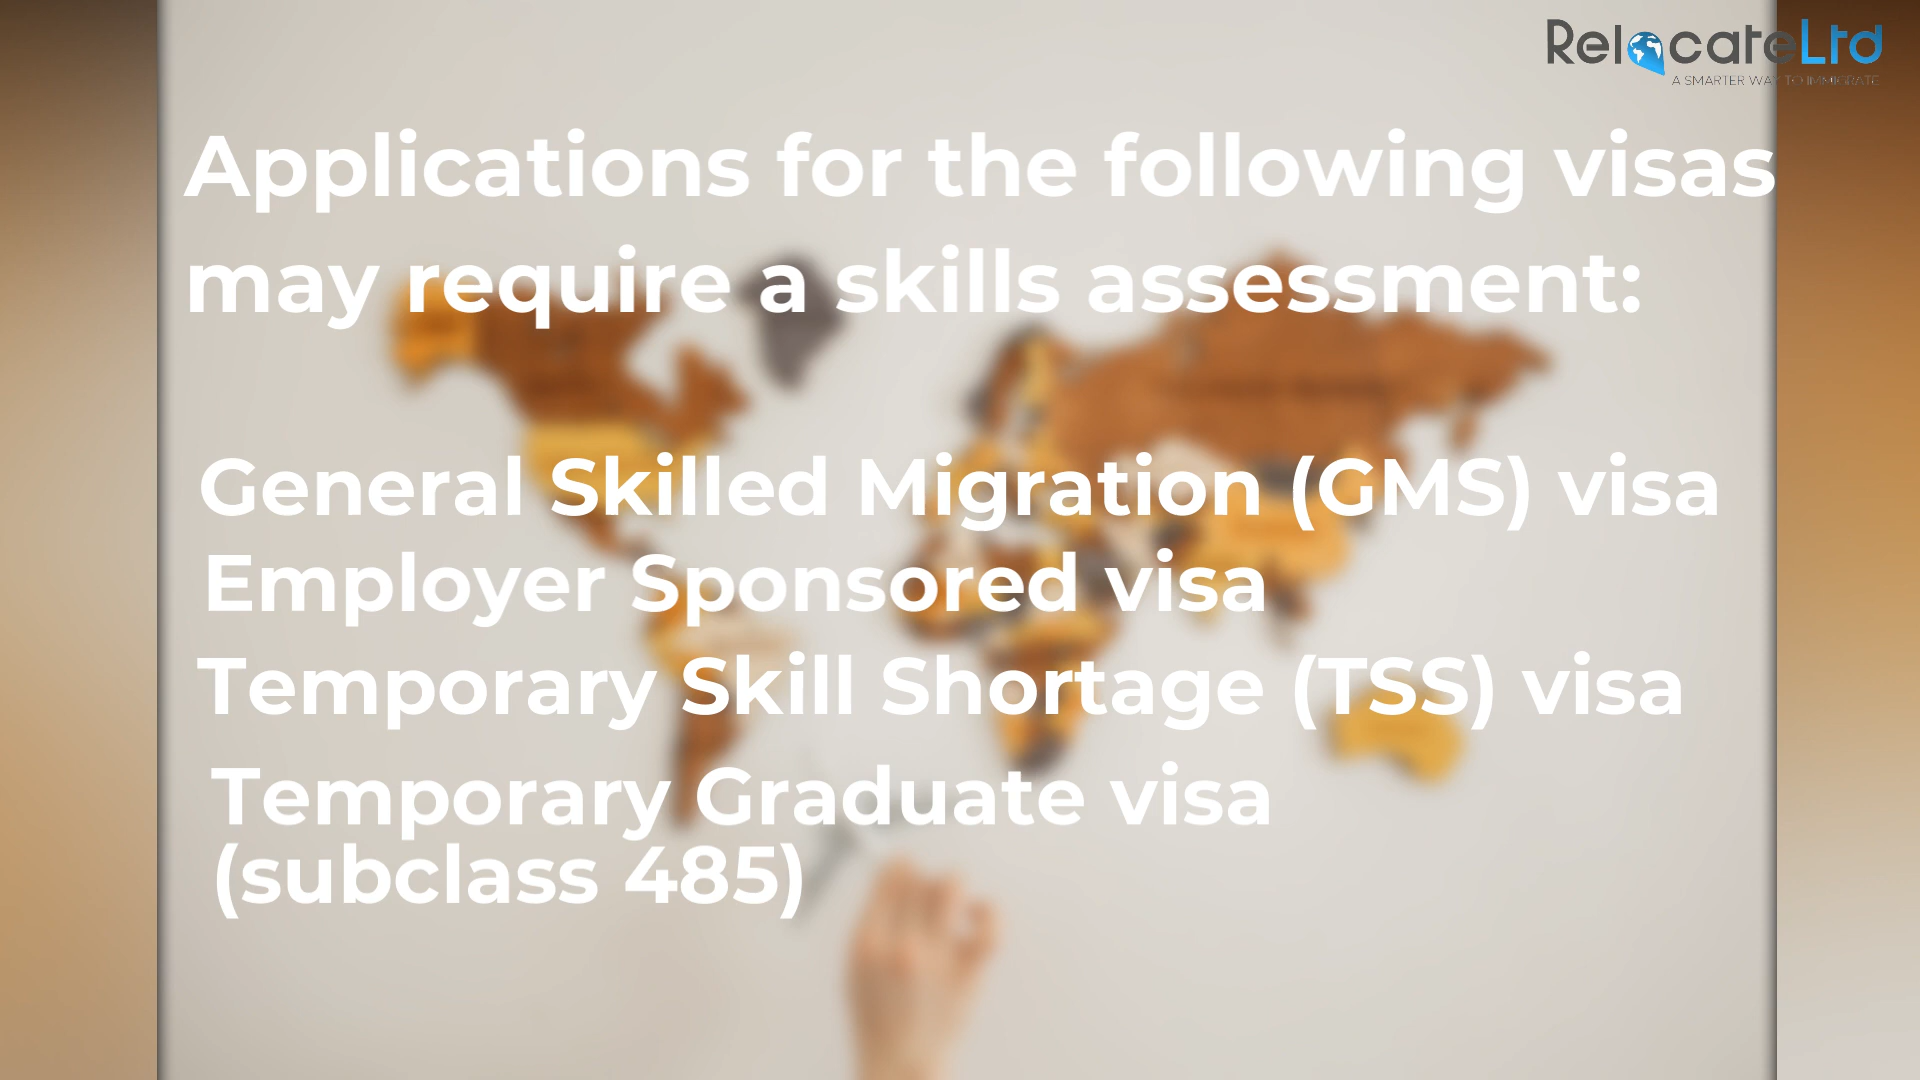 RelocateLtd
A SMARTER WAY TO IMMIGRATE
Applications for the following visas
may require a skills assessment:
General Skilled Migration (GMS) visa
Employer Sponsored visa
Temporary Skill Shortage (TSS) visa
Temporary Graduate visa
(subclass 485)